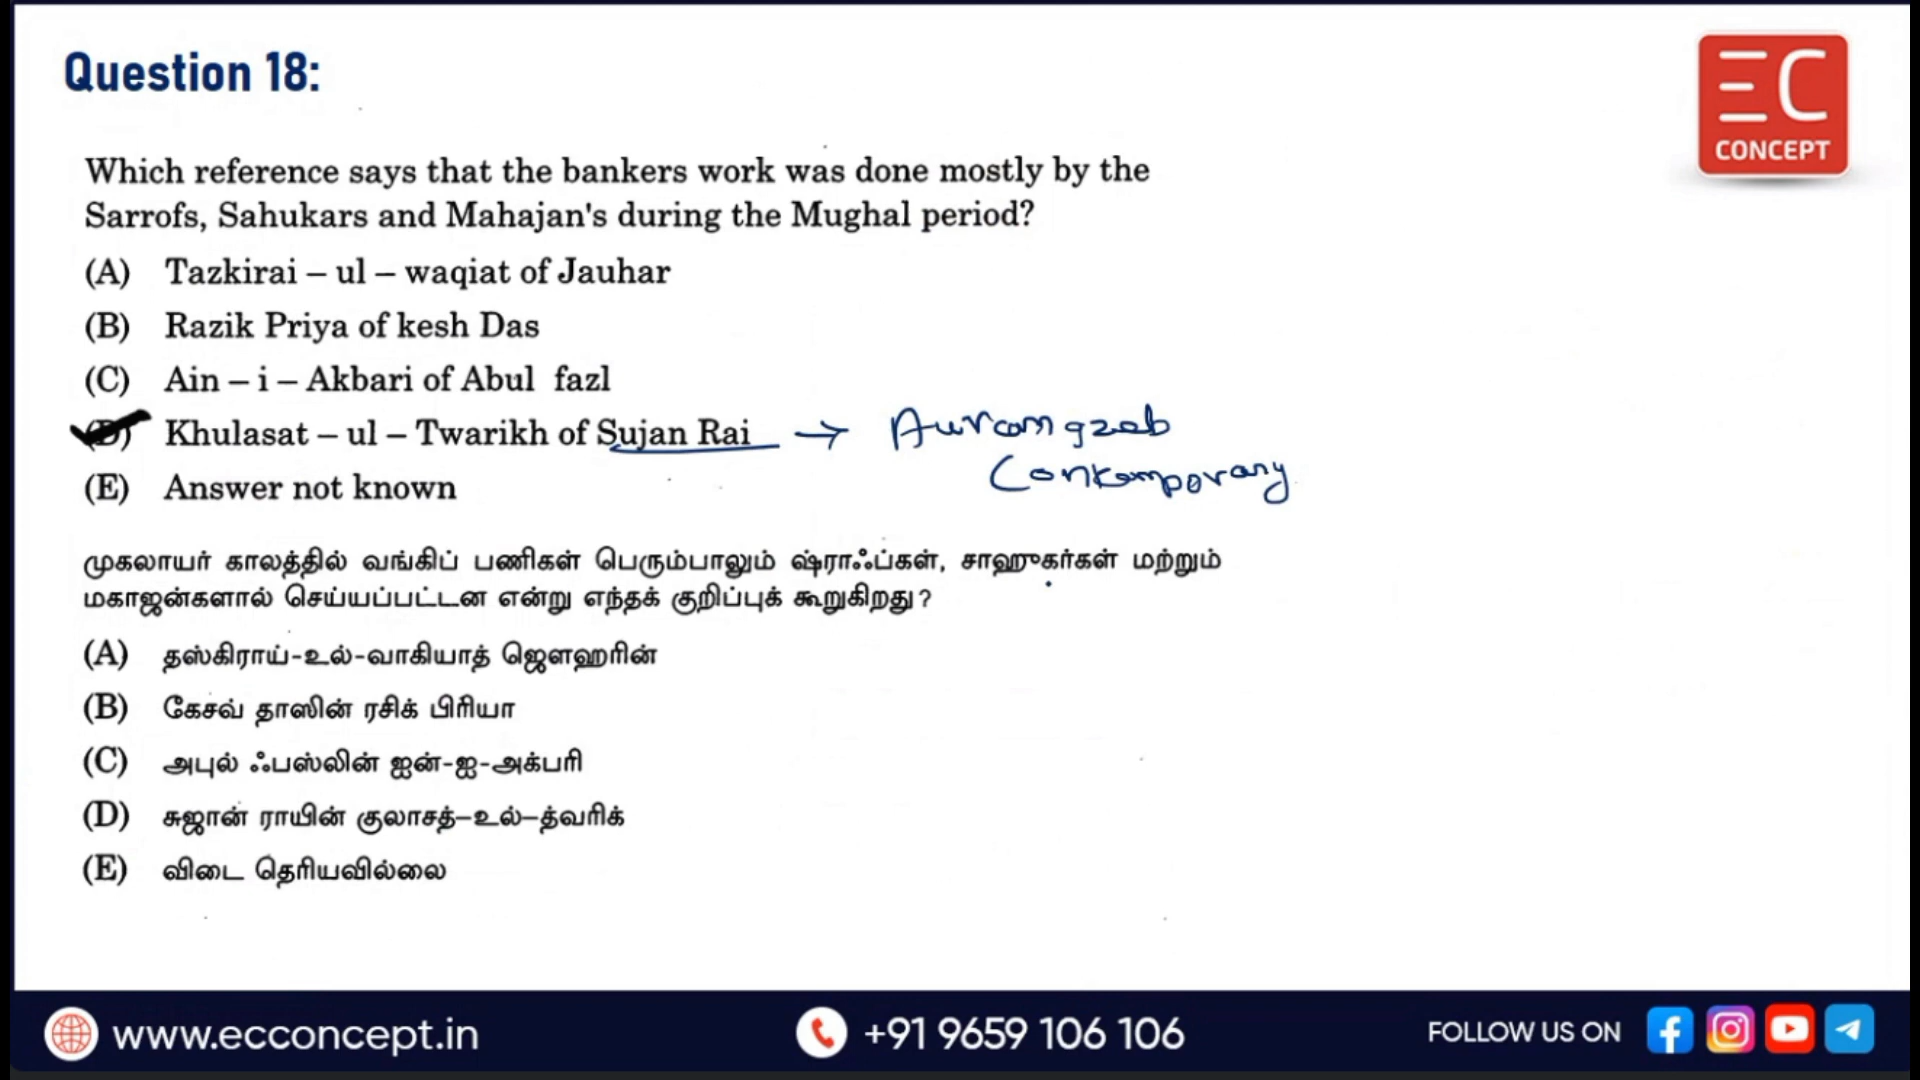 Question 18:
EC
CONCEPT
Which reference says that the bankers work was done mostly by the
Sarrofs, Sahukars and Mahajan's during the Mughal period?
(A) Tazkirai – ul – waqiat of Jauhar
(B) Razik Priya of kesh Das
(C) Ain – i – Akbari of Abul fazl
(D) Khulasat – ul – Twarikh of Sujan Rai → Aurangzeb
Contemporary
(E) Answer not known
முகலாயர் காலத்தில் வங்கிப் பணிகள் பெரும்பாலும் ஷ்ராஃப்கள், சாஹுகர்கள் மற்றும்
மகாஜன்களால் செய்யப்பட்டன என்று எந்தக் குறிப்புக் கூறுகிறது?
(A) தஸ்கிராய்-உல்-வாகியாத் ஜௌஹரின்
(B) கேசவ் தாஸின் ரசிக் பிரியா
(C) அபுல் ஃபஸ்லின் ஐன்-ஐ-அக்பரி
(D) சுஜான் ராயின் குலாசத்–உல்–த்வரிக்
(E) விடை தெரியவில்லை
www.ecconcept.in +91 9659 106 106 FOLLOW US ON